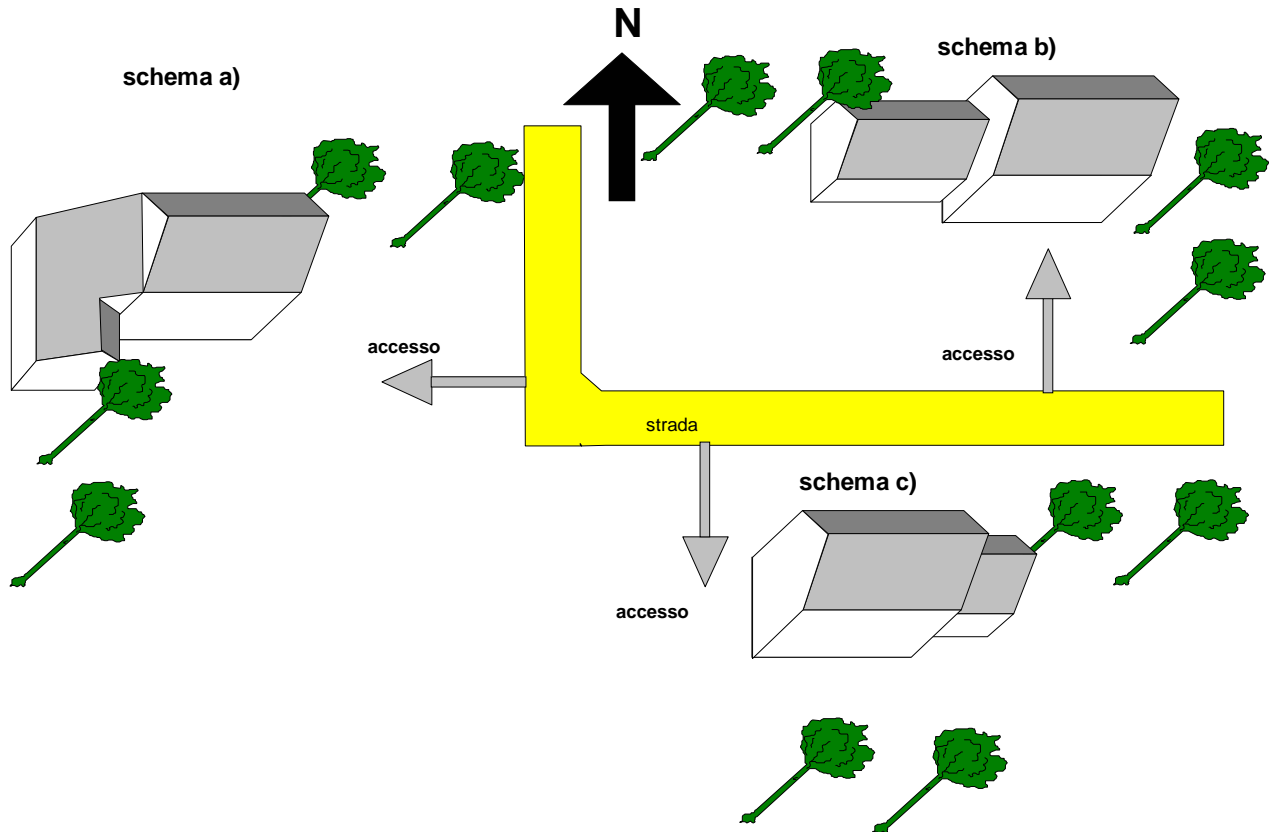 N
schema b)
schema a)
accesso
accesso
strada
schema c)
accesso